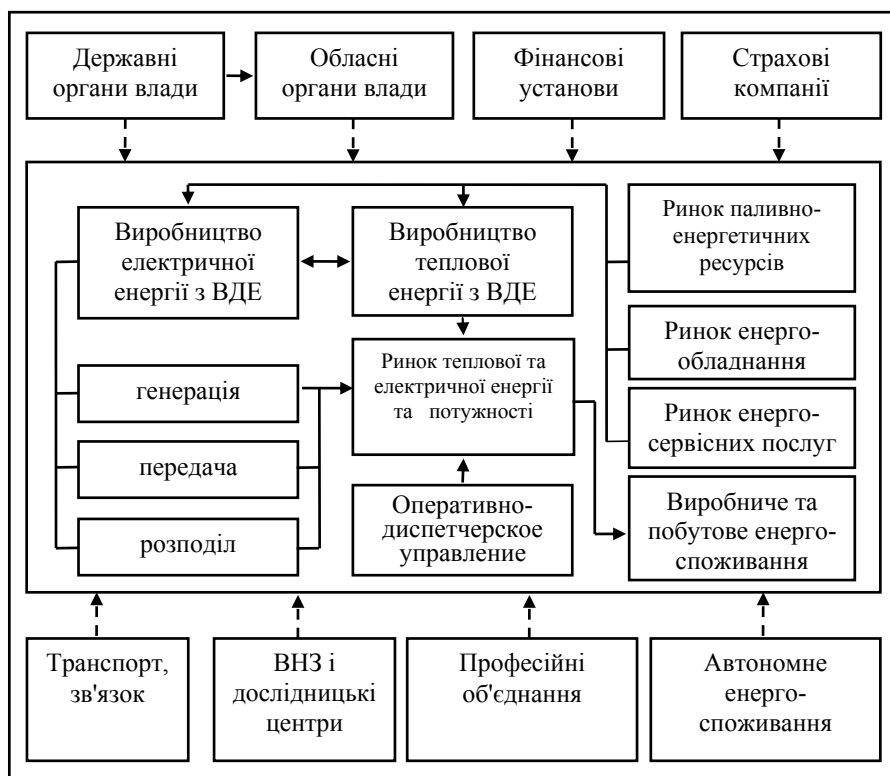 Державні
органи влади
Обласні
органи влади
Фінансові
установи
Страхові
компанії
Виробництво
електричної
енергії з ВДЕ
Виробництво
теплової
енергії з ВДЕ
Ринок паливно-
енергетичних
ресурсів
Ринок енерго-
обладнання
Ринок енерго-
сервісних послуг
Виробниче та
побутове енерго-
споживання
генерація
передача
розподіл
Ринок теплової та
електричної енергії
та потужності
Оперативно-
диспетчерское
управление
Транспорт,
зв'язок
ВНЗ і
дослідницькі
центри
Професійні
об'єднання
Автономне
енерго-
споживання